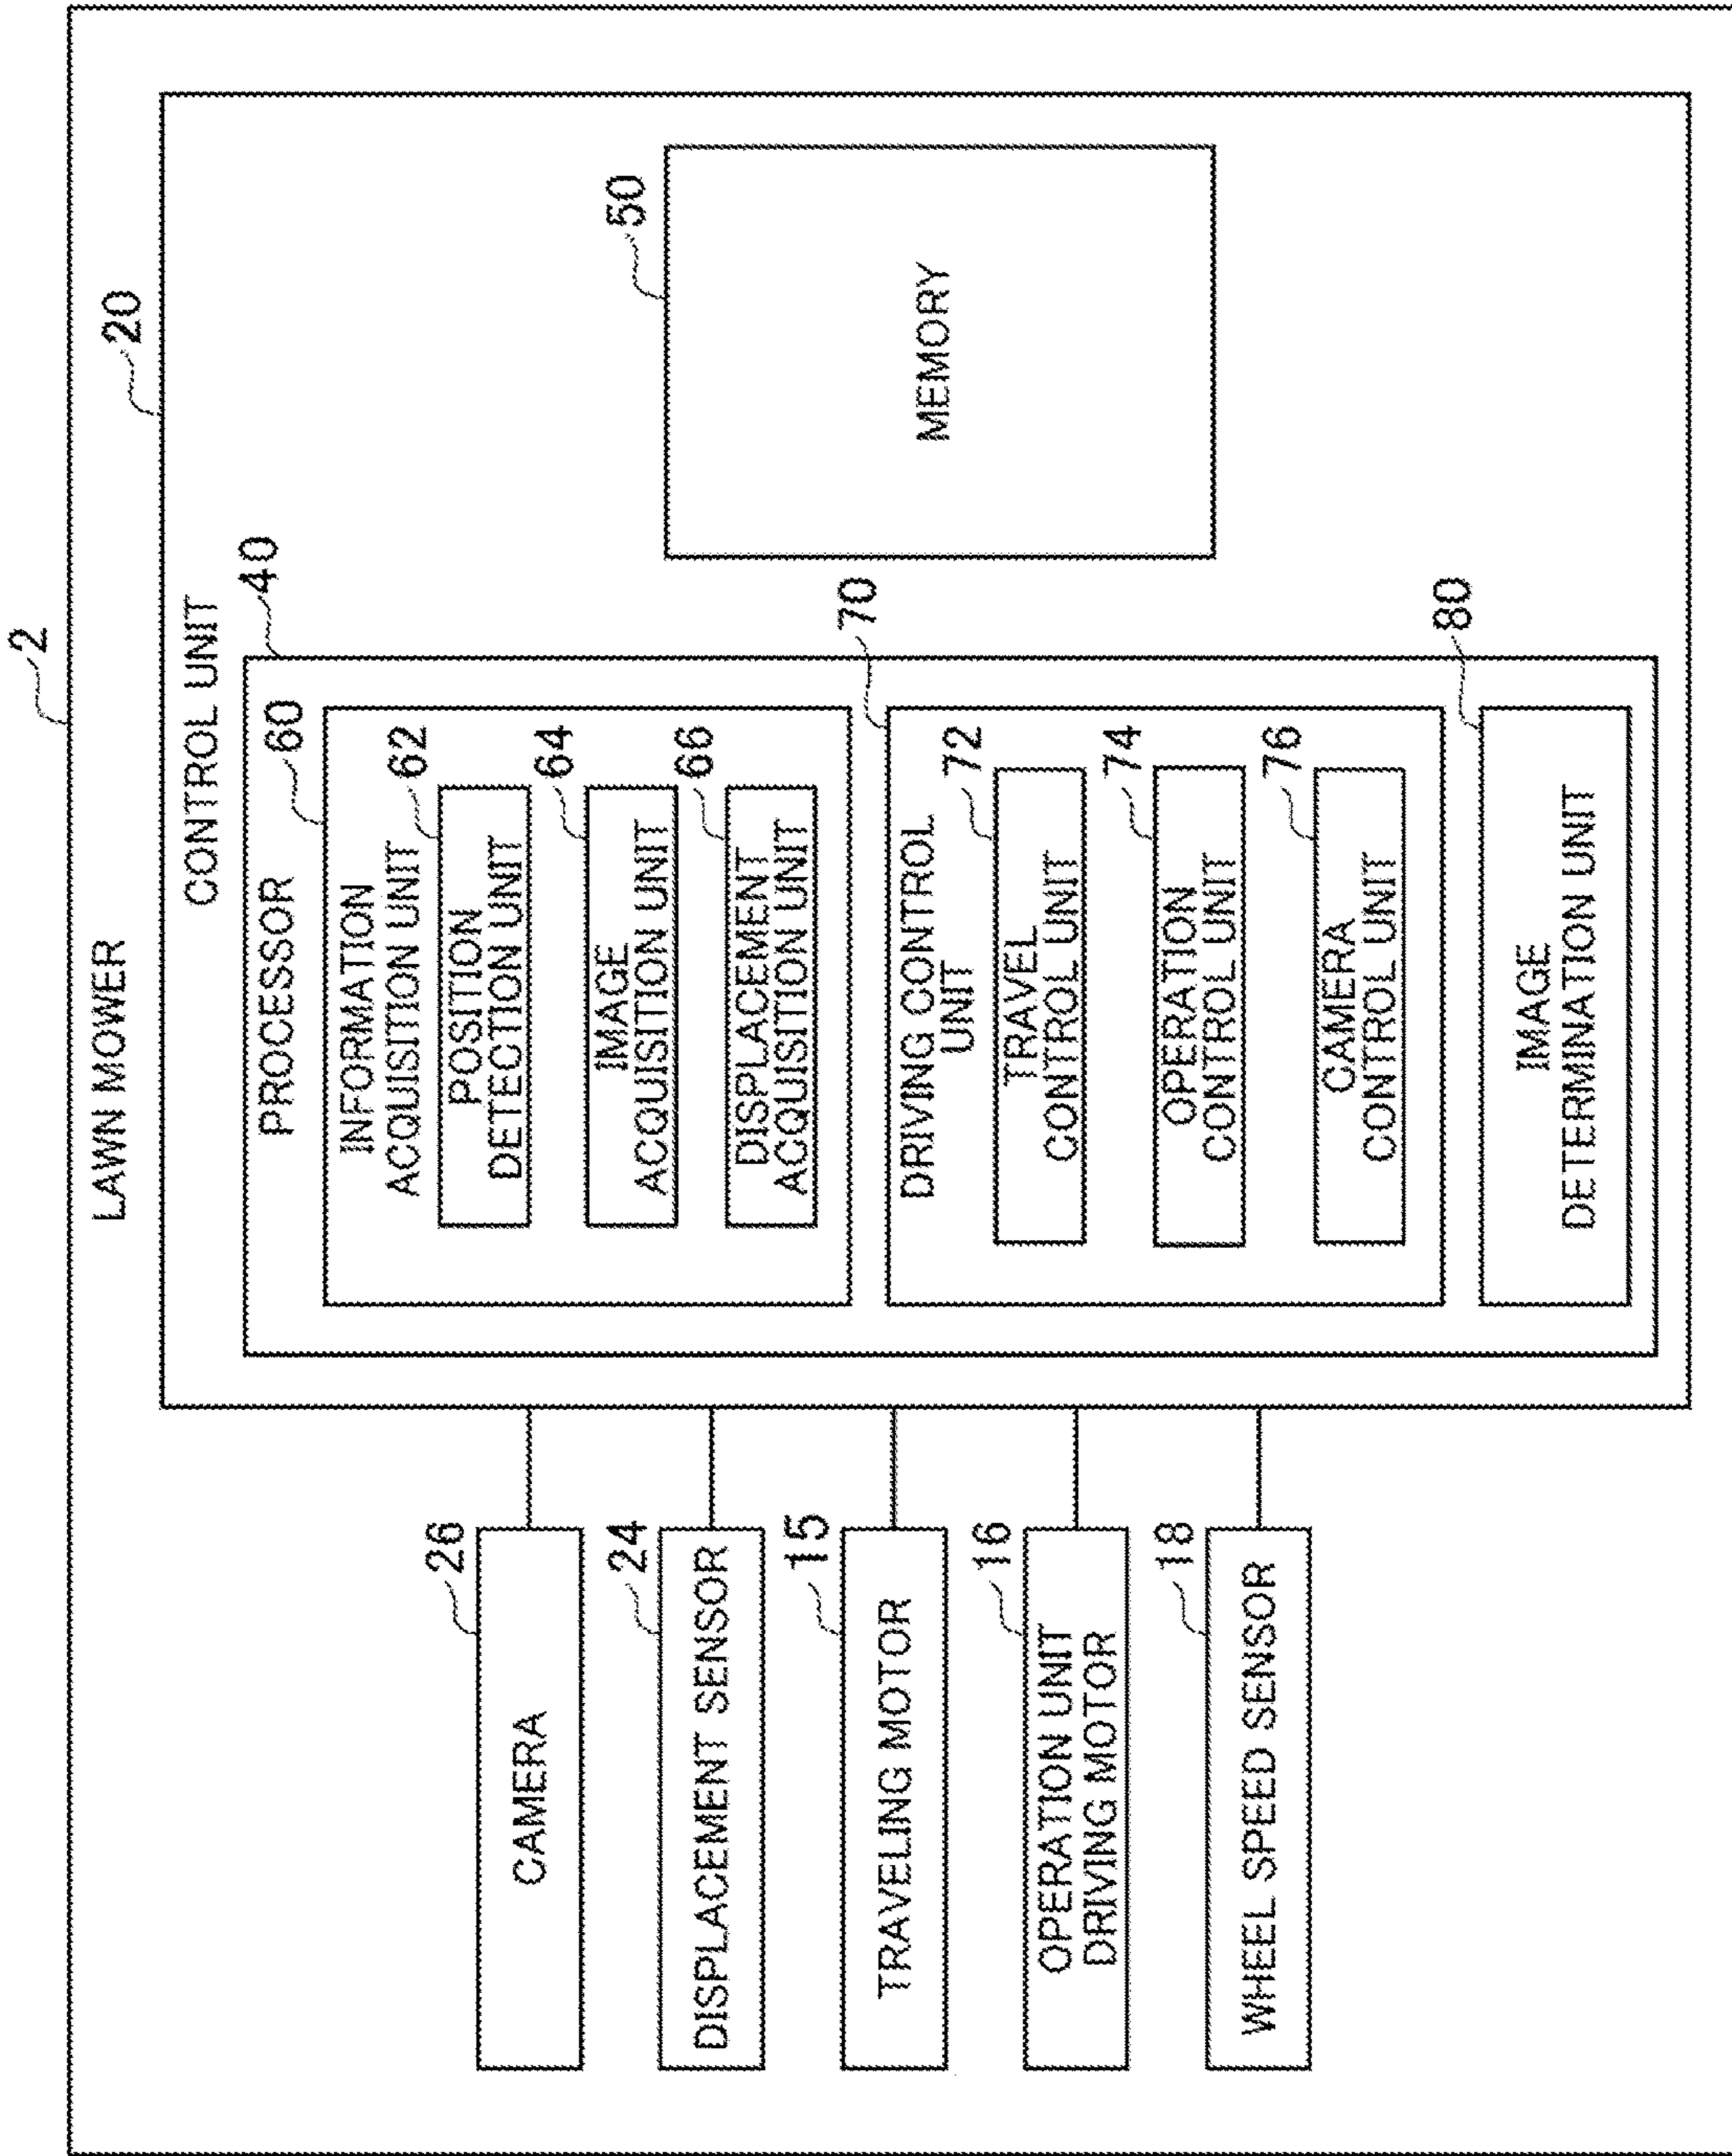 2
LAWN MOWER
20
CONTROL UNIT
26
CAMERA
24
DISPLACEMENT SENSOR
15
TRAVELING MOTOR
16
OPERATION UNIT
DRIVING MOTOR
18
WHEEL SPEED SENSOR
40
PROCESSOR
60
INFORMATION
ACQUISITION UNIT
62
POSITION
DETECTION UNIT
64
IMAGE
ACQUISITION UNIT
66
DISPLACEMENT
ACQUISITION UNIT
70
DRIVING CONTROL
UNIT
72
TRAVEL
CONTROL UNIT
74
OPERATION
CONTROL UNIT
76
CAMERA
CONTROL UNIT
80
IMAGE
DETERMINATION UNIT
50
MEMORY